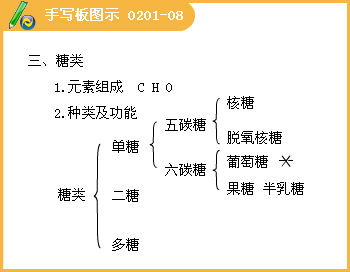 手写板图示 0201-08
三、糖类
1.元素组成 C H O
2.种类及功能
糖类
单糖
五碳糖
核糖
脱氧核糖
六碳糖
葡萄糖
果糖 半乳糖
二糖
多糖